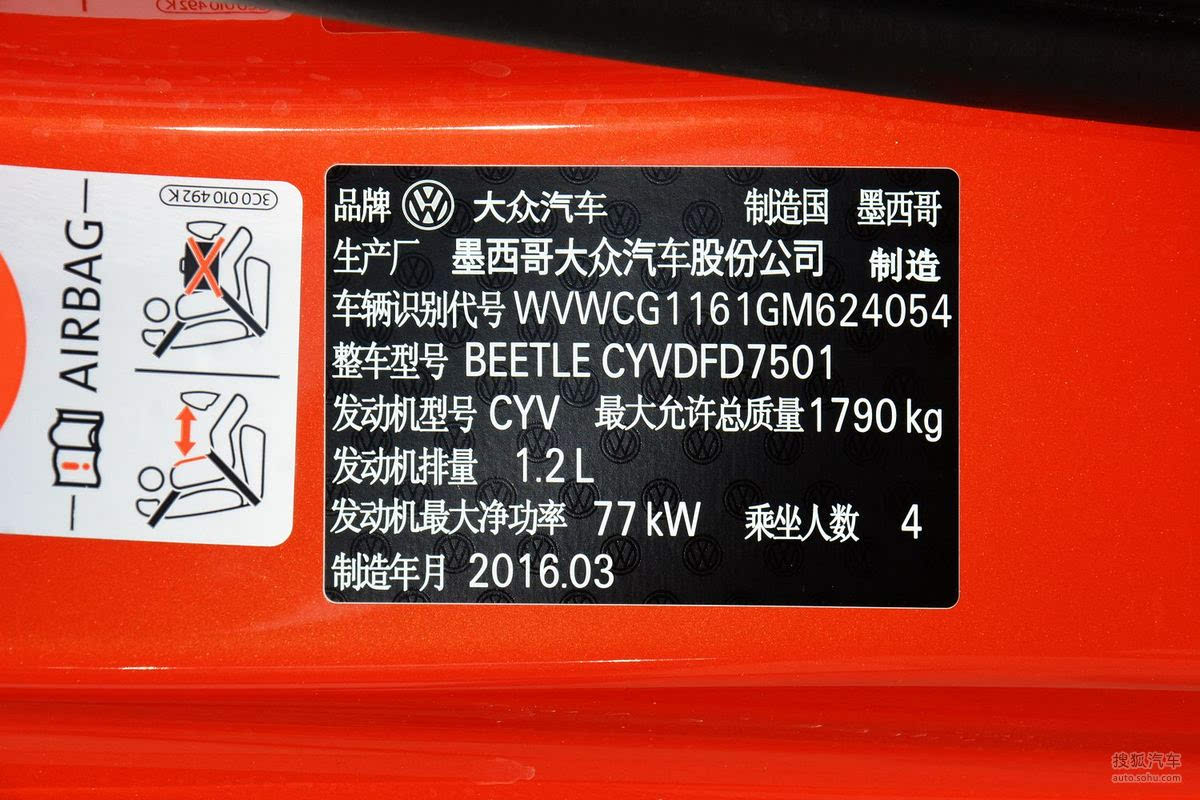 品牌 大众汽车 制造国 墨西哥
生产厂 墨西哥大众汽车股份公司 制造
车辆识别代号 WVWCG1161GM624054
整车型号 BEETLE CYVDFD7501
发动机型号 CYV 最大允许总质量 1790 kg
发动机排量 1.2 L
发动机最大净功率 77 kW 乘坐人数 4
制造年月 2016.03
AIRBAG
3C0 010 492 K
3C0 010 492 K
搜狐汽车
auto.sohu.com